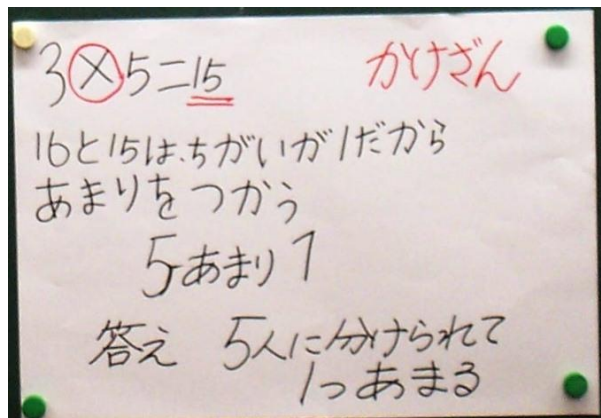 3×5=15
かけざん
16と15は、ちがいが1だから
あまりをつかう
5あまり1
答え 5人に分けられて
1つあまる